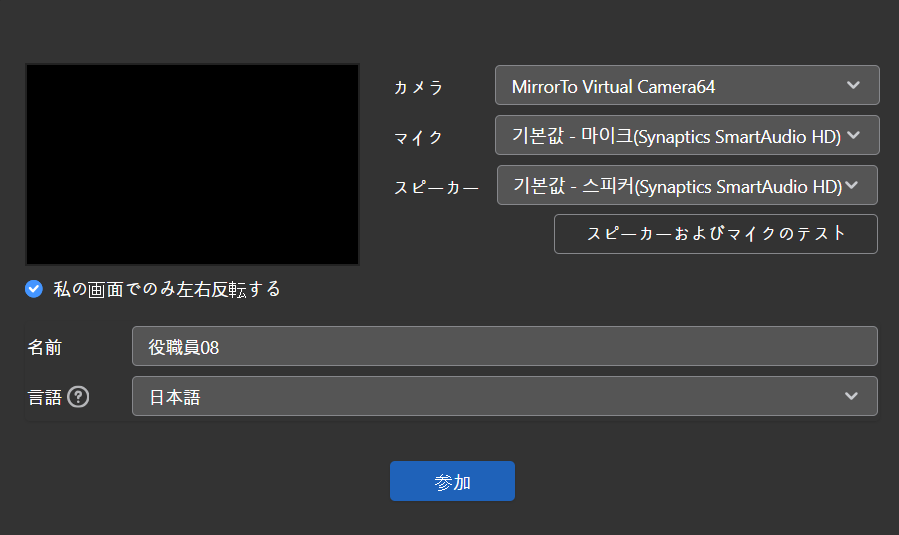 カメラ
MirrorTo Virtual Camera64
マイク
기본값 - 마이크(Synaptics SmartAudio HD)
スピーカー
기본값 - 스피커(Synaptics SmartAudio HD)
スピーカーおよびマイクのテスト
私の画面でのみ左右反転する
名前
役職員08
言語 ?
日本語
参加